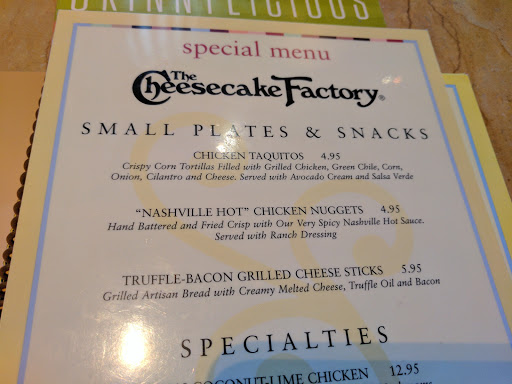 SKINNYLICIOUS
special menu
The
Cheesecake Factory®
SMALL PLATES & SNACKS
CHICKEN TAQUITOS 4.95
Crispy Corn Tortillas Filled with Grilled Chicken, Green Chile, Corn,
Onion, Cilantro and Cheese. Served with Avocado Cream and Salsa Verde
"NASHVILLE HOT" CHICKEN NUGGETS 4.95
Hand Battered and Fried Crisp with Our Very Spicy Nashville Hot Sauce.
Served with Ranch Dressing
TRUFFLE-BACON GRILLED CHEESE STICKS 5.95
Grilled Artisan Bread with Creamy Melted Cheese, Truffle Oil and Bacon
SPECIALTIES
COCONUT-LIME CHICKEN 12.95